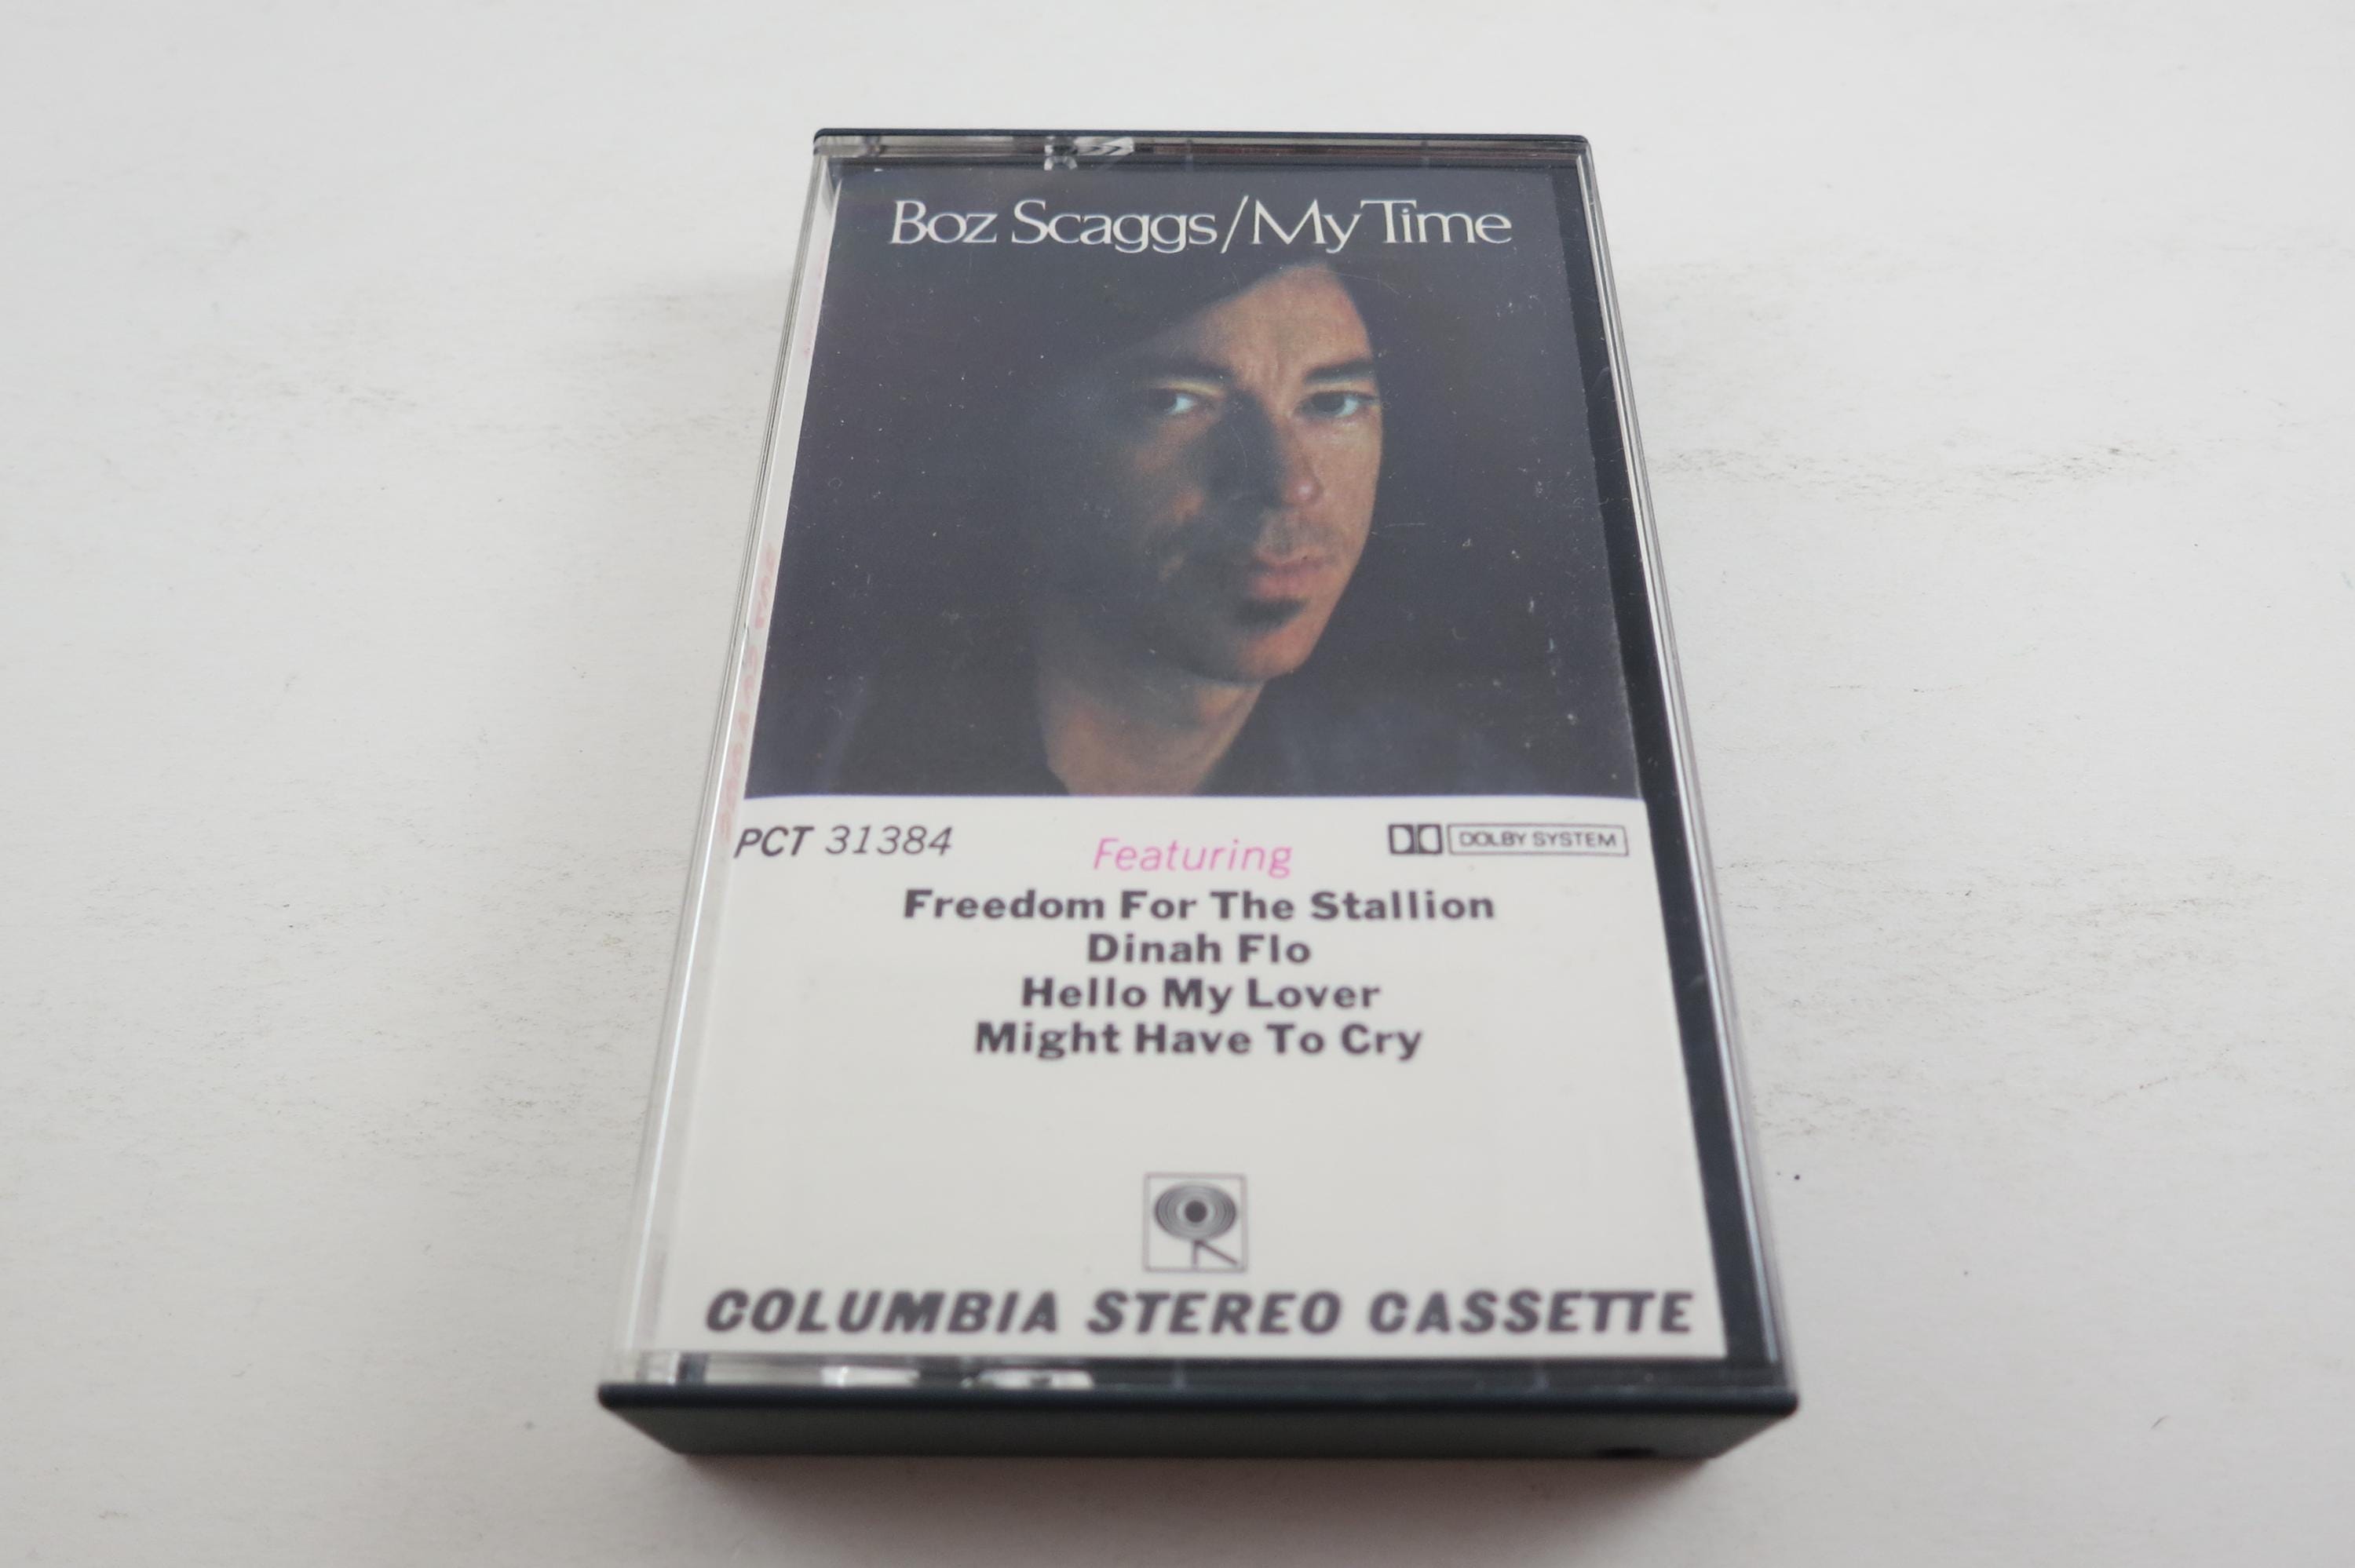 Boz Scaggs/My Time
PCT 31384
DOLBY SYSTEM
Featuring
Freedom For The Stallion
Dinah Flo
Hello My Lover
Might Have To Cry
COLUMBIA STEREO CASSETTE